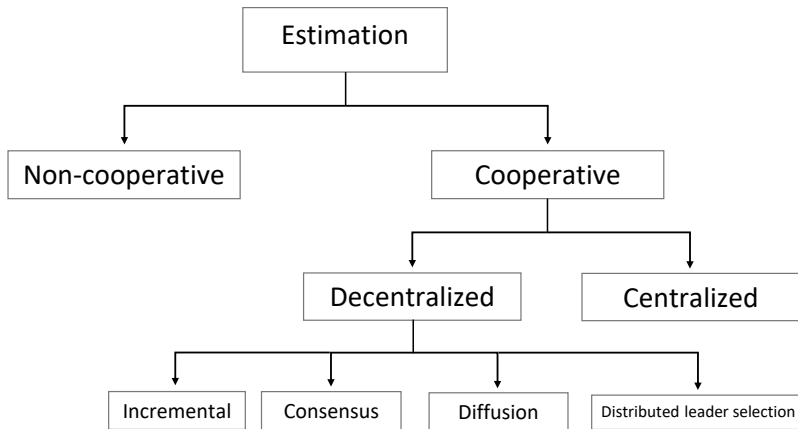 Estimation
Non-cooperative
Cooperative
Decentralized
Centralized
Incremental
Consensus
Diffusion
Distributed leader selection